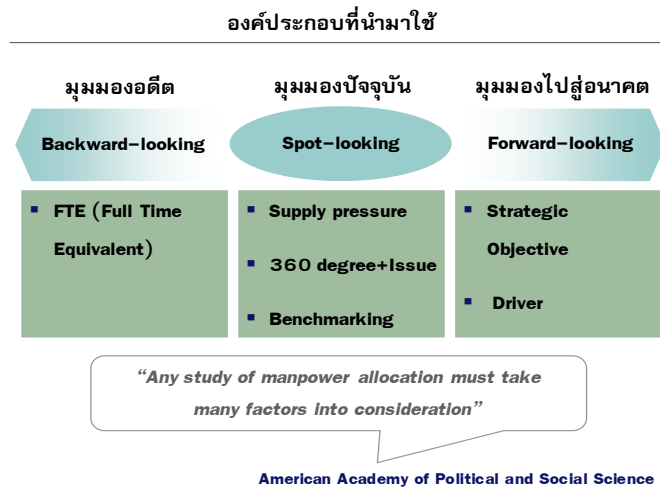 องค์ประกอบที่นำมาใช้
มุมมองอดีต
มุมมองปัจจุบัน
มุมมองไปสู่อนาคต
Backward-looking
Spot-looking
Forward-looking
▪ FTE (Full Time
Equivalent)
▪ Supply pressure
▪ 360 degree+Issue
▪ Benchmarking
▪ Strategic
Objective
▪ Driver
“Any study of manpower allocation must take
many factors into consideration”
American Academy of Political and Social Science